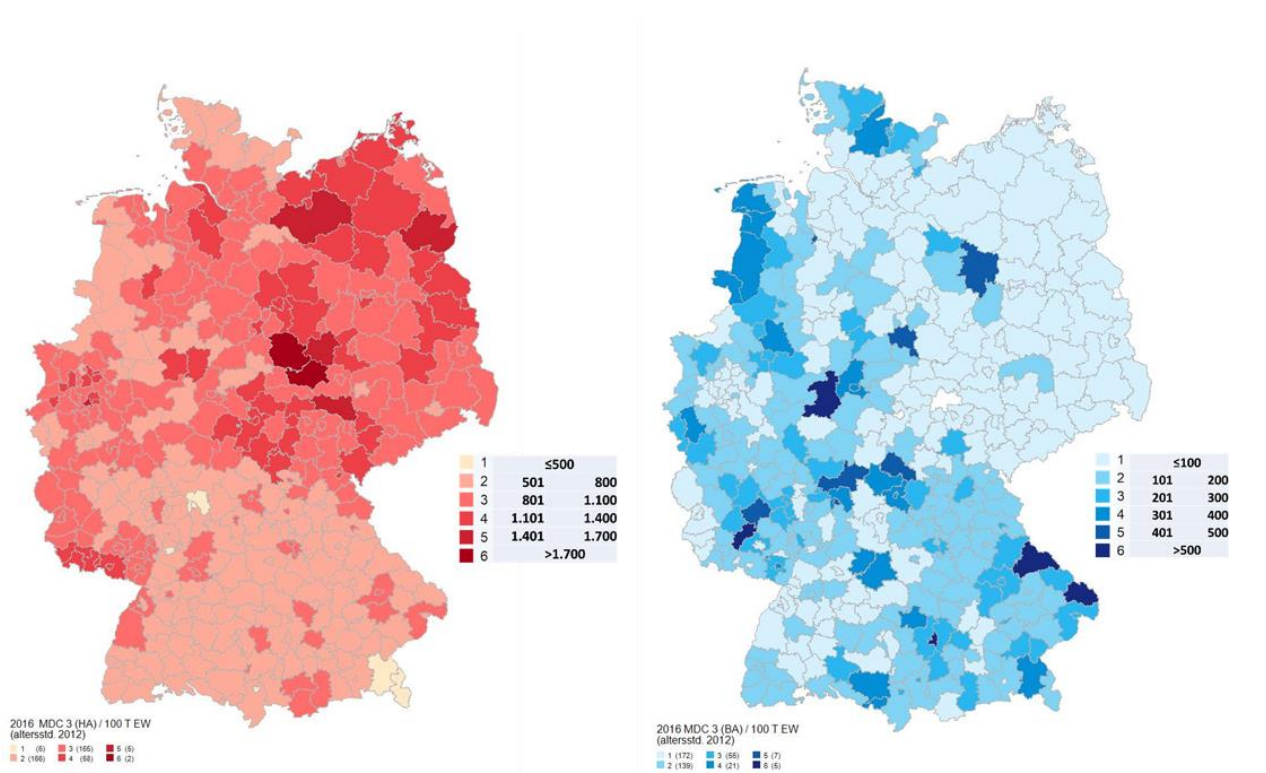 1 ≤500
2 501 800
3 801 1.100
4 1.101 1.400
5 1.401 1.700
6 >1.700
2016 MDC 3 (HA) / 100 T EW
(altersstd. 2012)
1 (6) 3 (165) 5 (5)
2 (166) 4 (58) 6 (2)
1 ≤100
2 101 200
3 201 300
4 301 400
5 401 500
6 >500
2016 MDC 3 (BA) / 100 T EW
(altersstd. 2012)
1 (172) 3 (55) 5 (7)
2 (139) 4 (21) 6 (5)